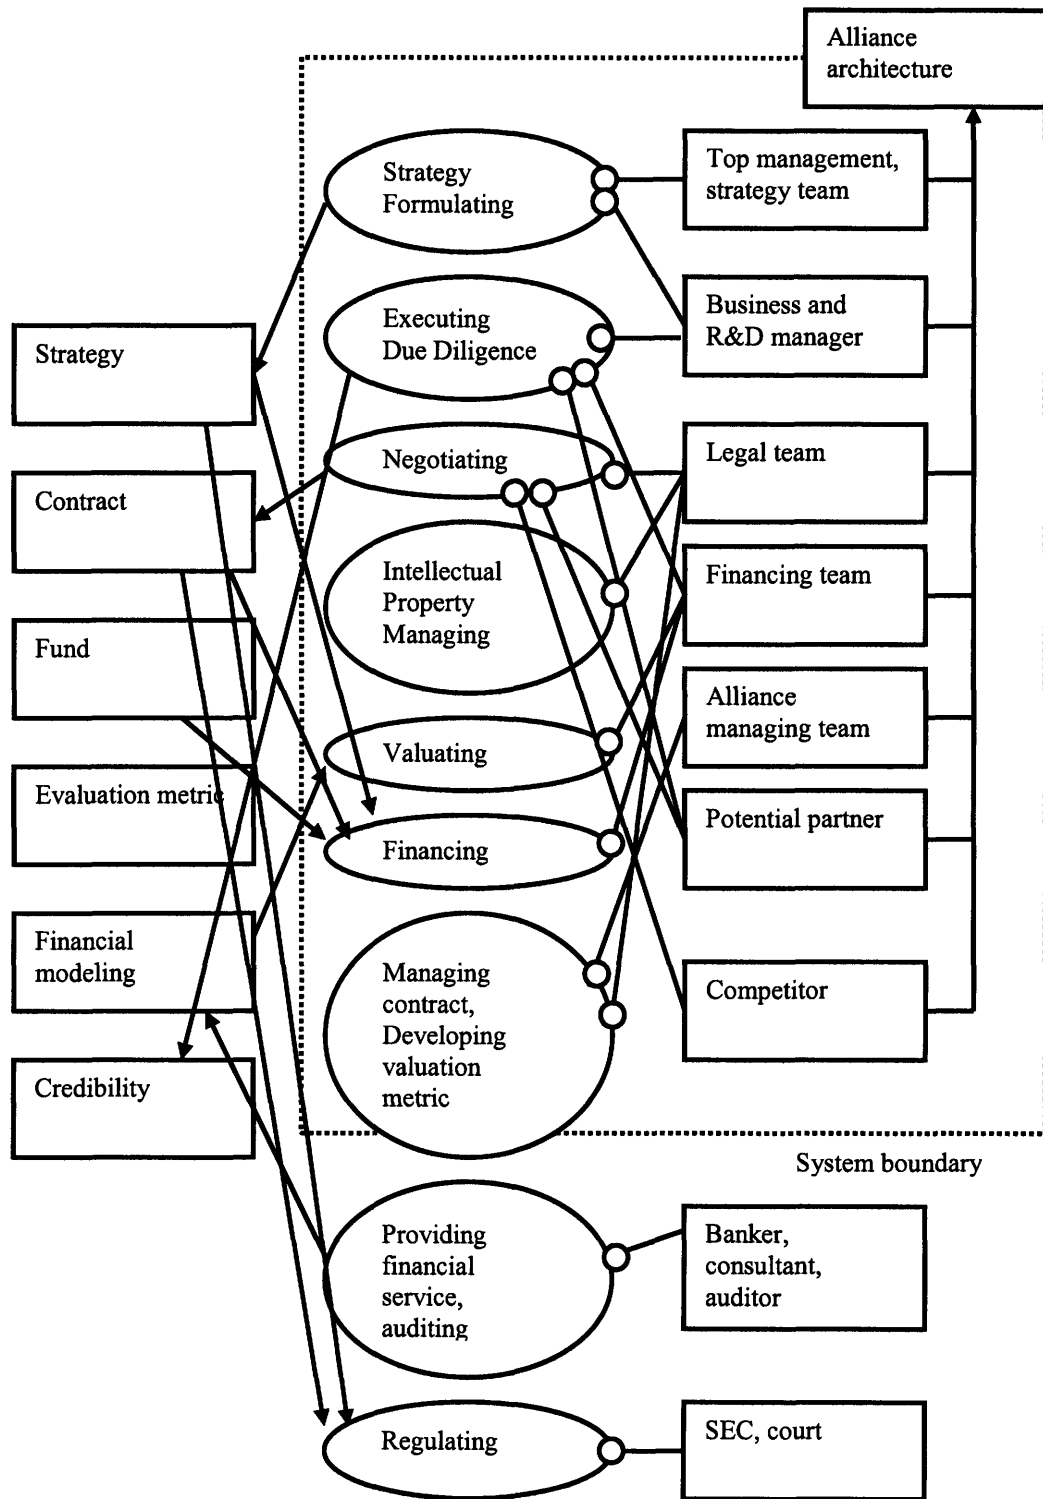 Alliance
architecture
Strategy
Formulating
Top management,
strategy team
Executing
Due Diligence
Business and
R&D manager
Strategy
Negotiating
Legal team
Contract
Intellectual
Property
Managing
Financing team
Fund
Alliance
managing team
Valuating
Evaluation metric
Potential partner
Financing
Financial
modeling
Managing
contract,
Developing
valuation
metric
Competitor
Credibility
System boundary
Providing
financial
service,
auditing
Banker,
consultant,
auditor
Regulating
SEC, court